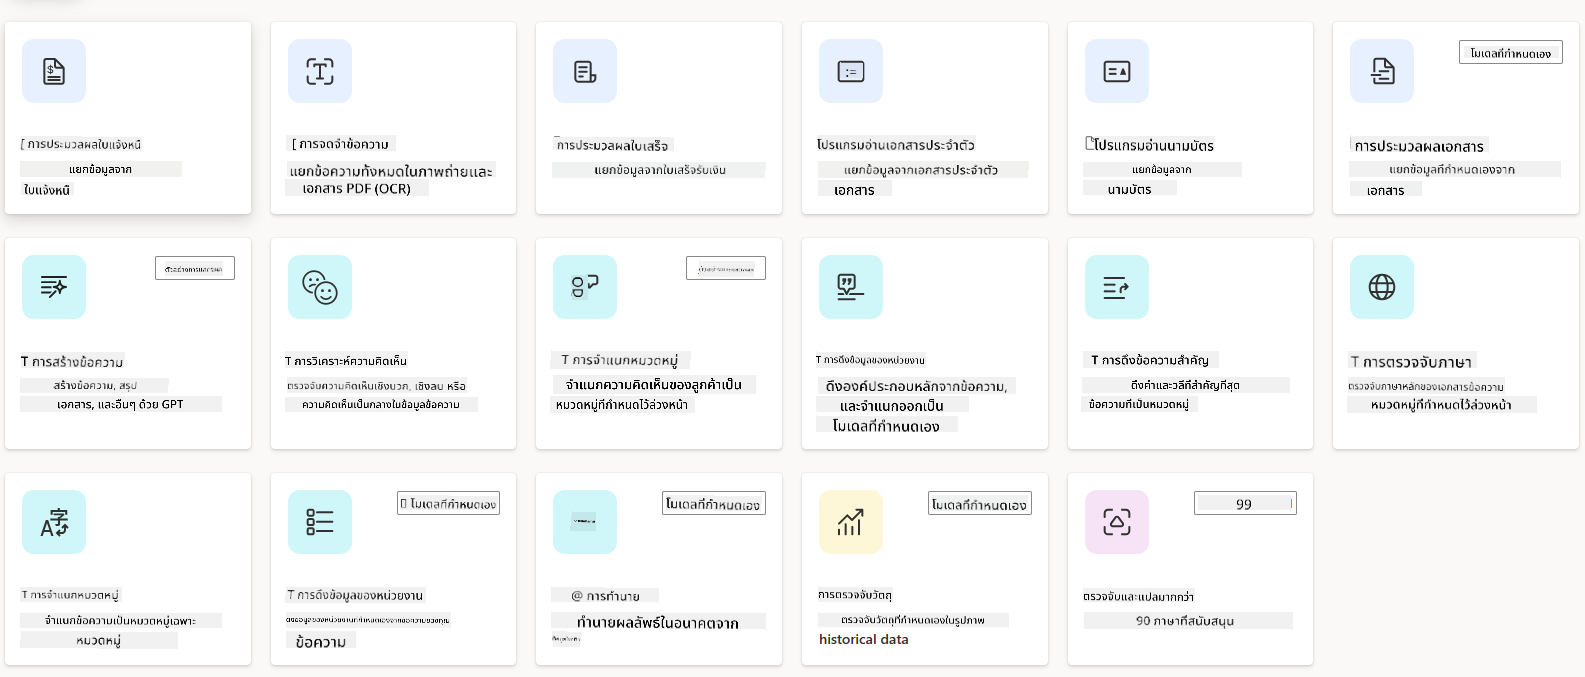 โมเดลที่กำหนดเอง
[ การประมวลผลใบแจ้งหนี้
แยกข้อมูลจาก
ใบแจ้งหนี้
[ การจดจำข้อความ
แยกข้อความทั้งหมดในภาพถ่ายและ
เอกสาร PDF (OCR)
การประมวลผลใบเสร็จ
แยกข้อมูลจากใบเสร็จรับเงิน
โปรแกรมอ่านเอกสารประจำตัว
แยกข้อมูลจากเอกสารประจำตัว
เอกสาร
โปรแกรมอ่านนามบัตร
แยกข้อมูลจาก
นามบัตร
การประมวลผลเอกสาร
แยกข้อมูลที่กำหนดเองจาก
เอกสาร
T การสร้างข้อความ
สร้างข้อความ, สรุป
เอกสาร, และอื่นๆ ด้วย GPT
T การวิเคราะห์ความคิดเห็น
ตรวจจับความคิดเห็นเชิงบวก, เชิงลบ หรือ
ความคิดเห็นเป็นกลางในข้อมูลข้อความ
T การจำแนกหมวดหมู่
จำแนกความคิดเห็นของลูกค้าเป็น
หมวดหมู่ที่กำหนดไว้ล่วงหน้า
T การดึงข้อมูลของหน่วยงาน
ดึงองค์ประกอบหลักจากข้อความ,
และจำแนกออกเป็น
โมเดลที่กำหนดเอง
T การดึงข้อความสำคัญ
ดึงคำและวลีที่สำคัญที่สุด
ข้อความที่เป็นหมวดหมู่
T การตรวจจับภาษา
ตรวจจับภาษาหลักของเอกสารข้อความ
หมวดหมู่ที่กำหนดไว้ล่วงหน้า
T การจำแนกหมวดหมู่
จำแนกข้อความเป็นหมวดหมู่เฉพาะ
หมวดหมู่
โมเดลที่กำหนดเอง
T การดึงข้อมูลของหน่วยงาน
ดึงข้อมูลของหน่วยงานที่กำหนดเองจากข้อความของคุณ
ข้อความ
โมเดลที่กำหนดเอง
@ การทำนาย
ทำนายผลลัพธ์ในอนาคตจาก
โมเดลที่กำหนดเอง
การตรวจจับวัตถุ
ตรวจจับวัตถุที่กำหนดเองในรูปภาพ
historical data
99
ตรวจจับและแปลมากกว่า
90 ภาษาที่สนับสนุน